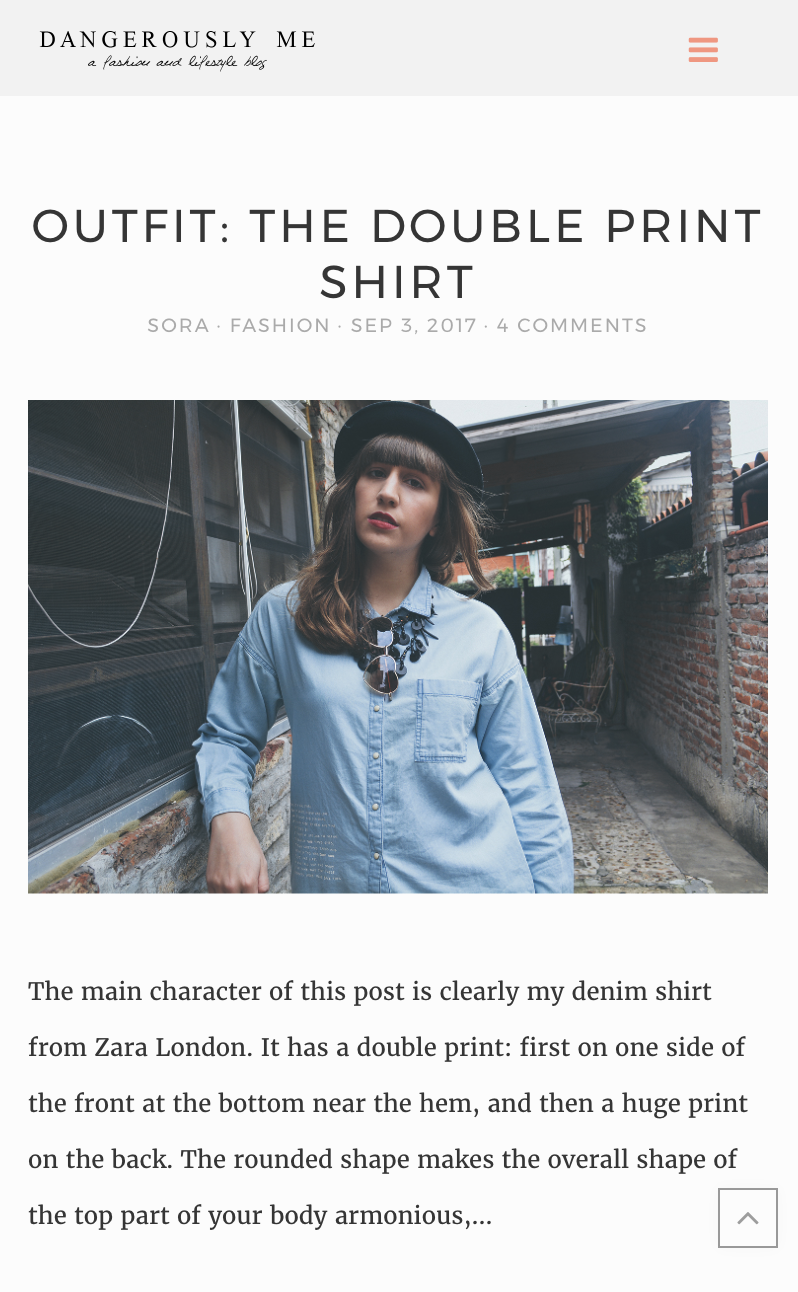 DANGEROUSLY ME
a fashion and lifestyle blog
OUTFIT: THE DOUBLE PRINT
SHIRT
SORA · FASHION · SEP 3, 2017 · 4 COMMENTS
The main character of this post is clearly my denim shirt
from Zara London. It has a double print: first on one side of
the front at the bottom near the hem, and then a huge print
on the back. The rounded shape makes the overall shape of
the top part of your body armonious,...